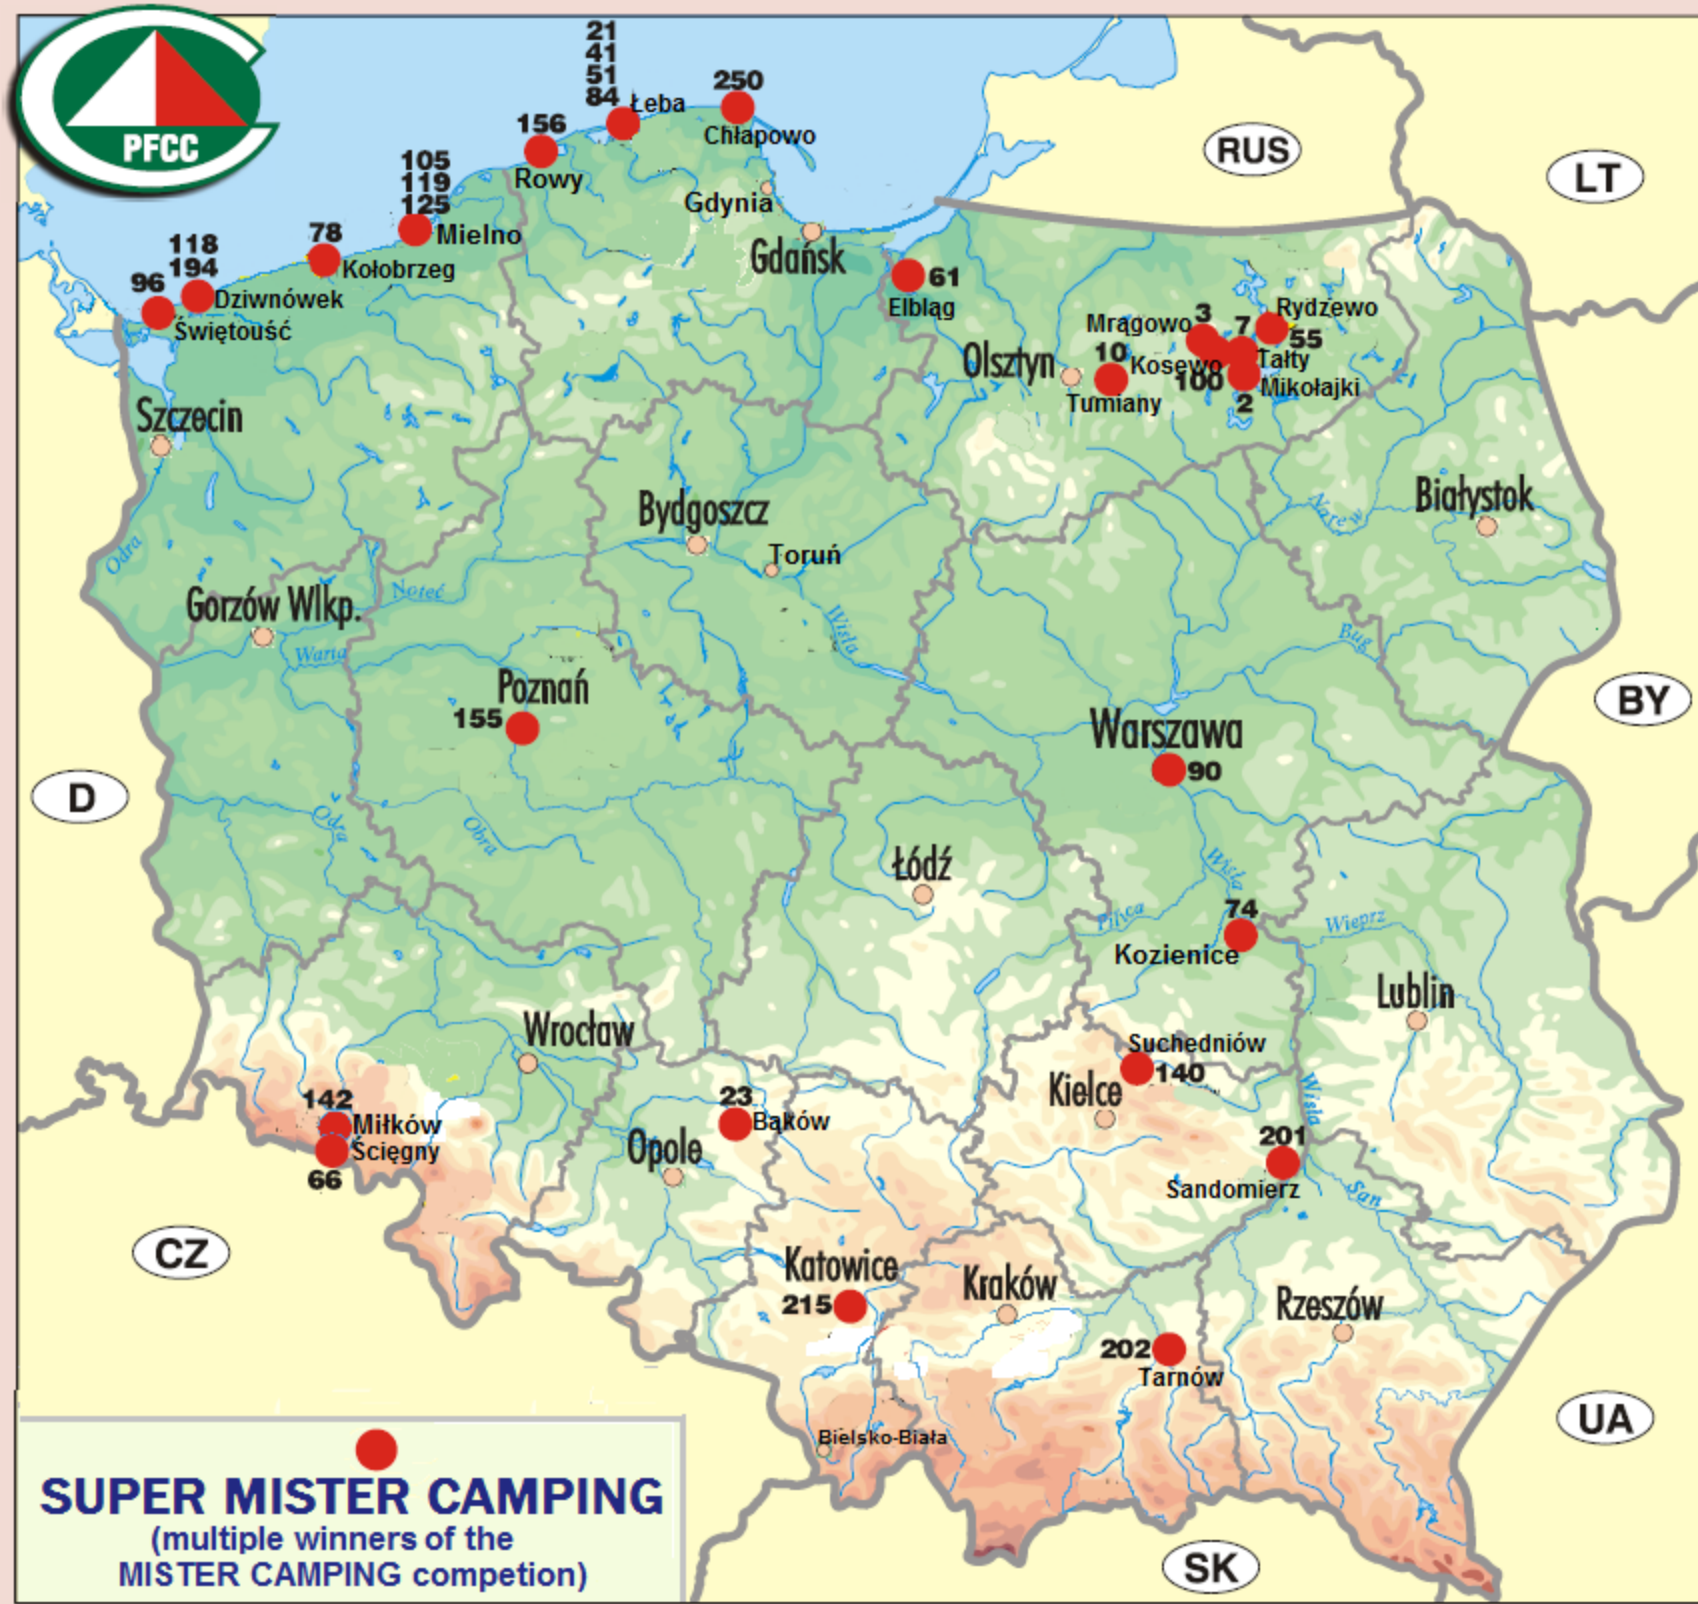 PFCC
21
41
51
84
Łeba
250
Chłapowo
156
Rowy
105
119
125
Mielno
78
Kołobrzeg
118
194
Dziwnówek
96
Świętouść
Gdynia
Gdańsk
61
Elbląg
RUS
LT
Rydzewo
55
Mrągowo
3
7
Tałty
Kosewo
100
Mikołajki
2
10
Olsztyn
Tumiany
Szczecin
Bydgoszcz
Toruń
Białystok
Narew
Odra
Gorzów Wlkp.
Noteć
Warta
Wisła
Bug
Poznań
155
Warszawa
90
BY
D
Odra
Obra
Łódź
Wisła
Pilica
74
Kozienice
Wieprz
Lublin
Wrocław
Suchedniów
140
Kielce
Wisła
142
Miłków
Ścięgny
66
23
Bąków
Opole
201
Sandomierz
San
CZ
Katowice
215
Kraków
Rzeszów
202
Tarnów
UA
Bielsko-Biała
SK
SUPER MISTER CAMPING
(multiple winners of the
MISTER CAMPING competion)